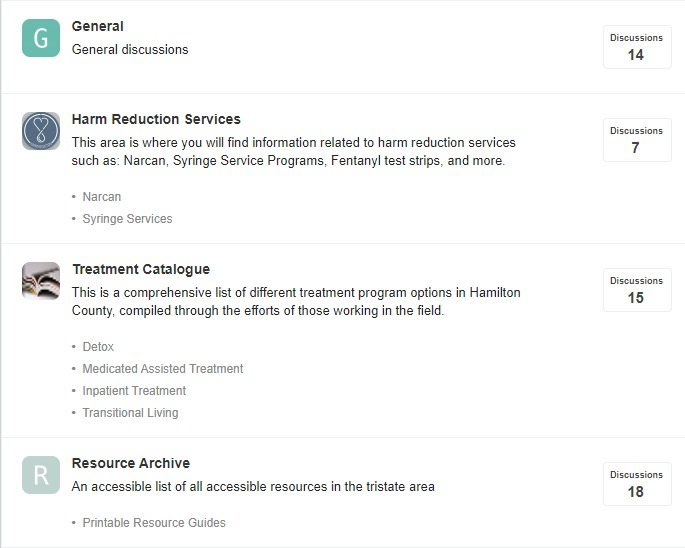 G
General
General discussions
Discussions
14
Harm Reduction Services
This area is where you will find information related to harm reduction services
such as: Narcan, Syringe Service Programs, Fentanyl test strips, and more.
• Narcan
• Syringe Services
Discussions
7
Treatment Catalogue
This is a comprehensive list of different treatment program options in Hamilton
County, compiled through the efforts of those working in the field.
• Detox
• Medicated Assisted Treatment
• Inpatient Treatment
• Transitional Living
Discussions
15
R
Resource Archive
An accessible list of all accessible resources in the tristate area
• Printable Resource Guides
Discussions
18